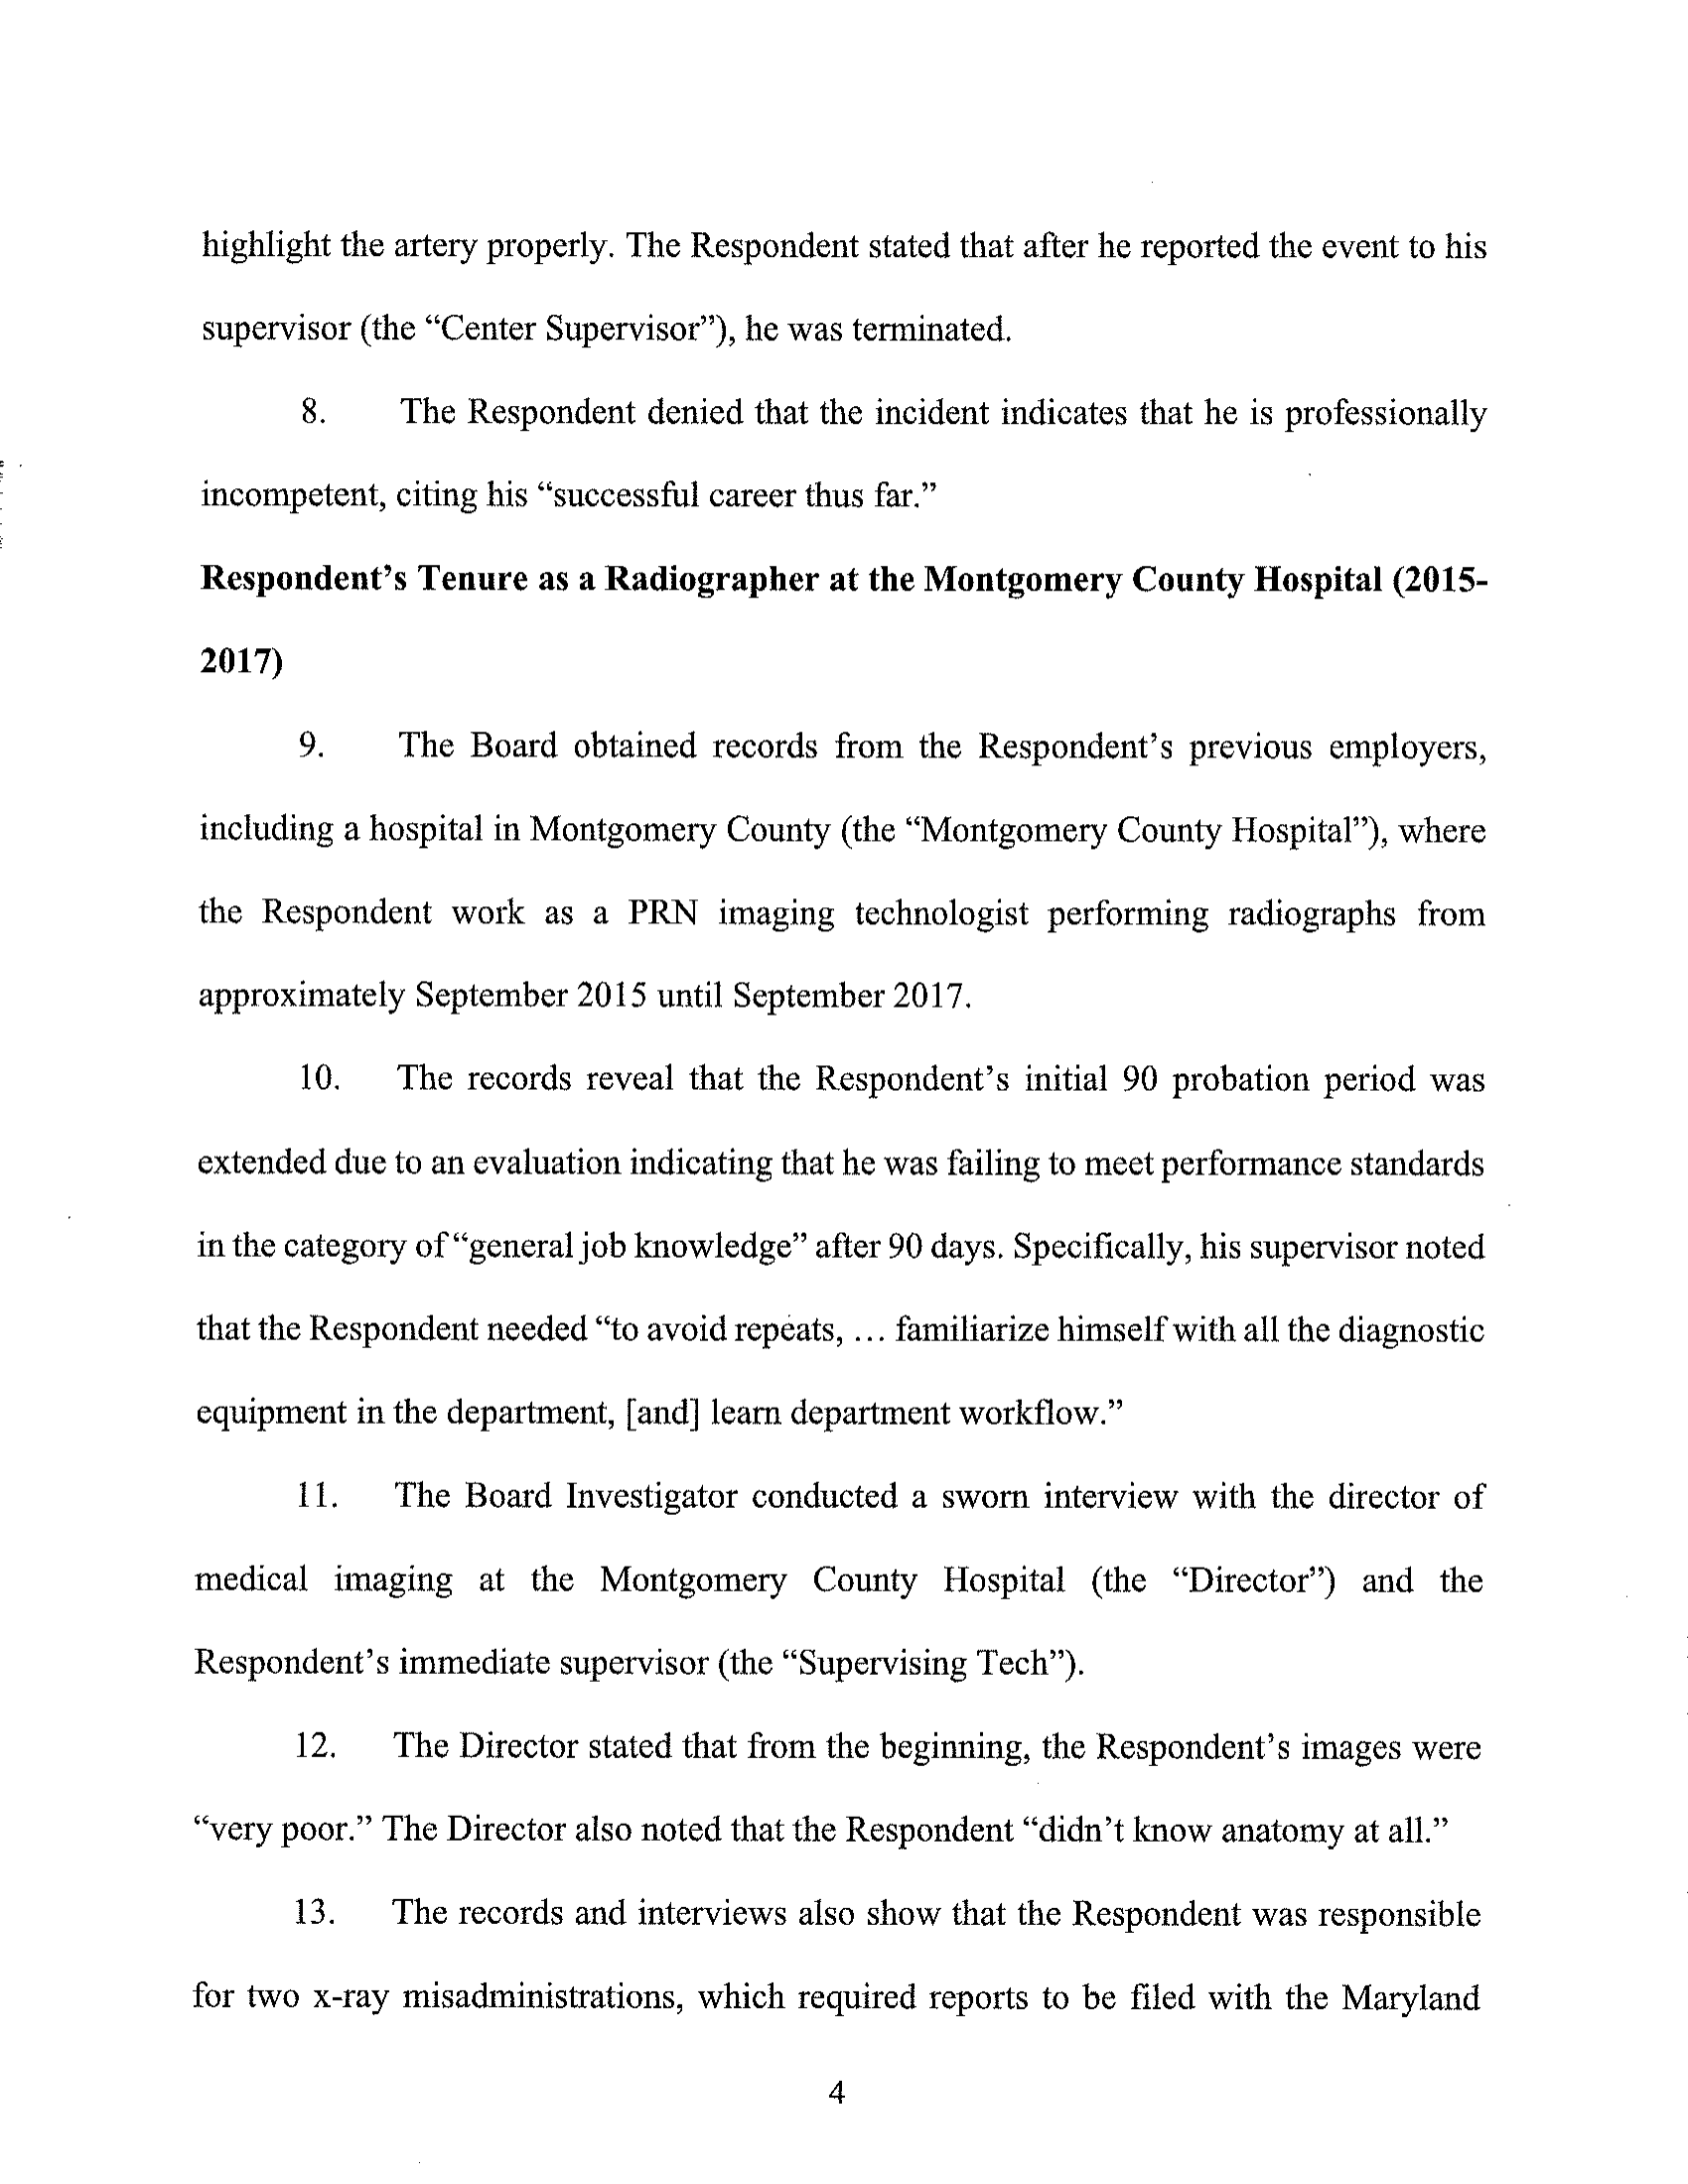 highlight the artery properly. The Respondent stated that after he reported the event to his
supervisor (the “Center Supervisor”), he was terminated.
8. The Respondent denied that the incident indicates that he is professionally
incompetent, citing his “successful career thus far.”
Respondent’s Tenure as a Radiographer at the Montgomery County Hospital (2015-
2017)
9. The Board obtained records from the Respondent’s previous employers,
including a hospital in Montgomery County (the “Montgomery County Hospital”), where
the Respondent work as a PRN imaging technologist performing radiographs from
approximately September 2015 until September 2017.
10. The records reveal that the Respondent’s initial 90 probation period was
extended due to an evaluation indicating that he was failing to meet performance standards
in the category of “general job knowledge” after 90 days. Specifically, his supervisor noted
that the Respondent needed “to avoid repeats, … familiarize himself with all the diagnostic
equipment in the department, [and] learn department workflow.”
11. The Board Investigator conducted a sworn interview with the director of
medical imaging at the Montgomery County Hospital (the “Director”) and the
Respondent’s immediate supervisor (the “Supervising Tech”).
12. The Director stated that from the beginning, the Respondent’s images were
“very poor.” The Director also noted that the Respondent “didn’t know anatomy at all.”
13. The records and interviews also show that the Respondent was responsible
for two x-ray misadministrations, which required reports to be filed with the Maryland
4